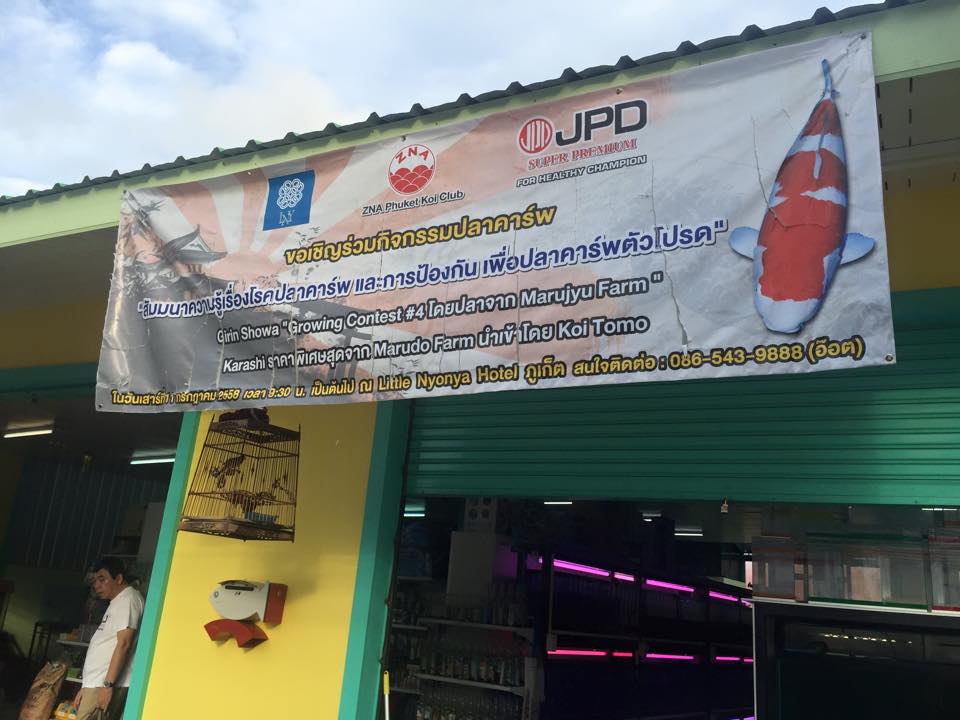 ZNA
ZNA Phuket Koi Club
JPD
SUPER PREMIUM
FOR HEALTHY CHAMPION
ขอเชิญร่วมกิจกรรมปลาคาร์พ
"สัมมนาความรู้เรื่องโรคปลาคาร์พ และการป้องกัน เพื่อปลาคาร์พตัวโปรด"
Girin Showa "Growing Contest #4 โดยปลาจาก Marujyu Farm "
Karashi ราคาพิเศษสุดจาก Marudo Farm นำเข้าโดย Koi Tomo
ในวันเสาร์ที่ กรกฎาคม 2558 เวลา 9:30 น. เป็นต้นไป ณ Little Nyonya Hotel ภูเก็ต สนใจติดต่อ : 086-543-9888 (อ๊อต)